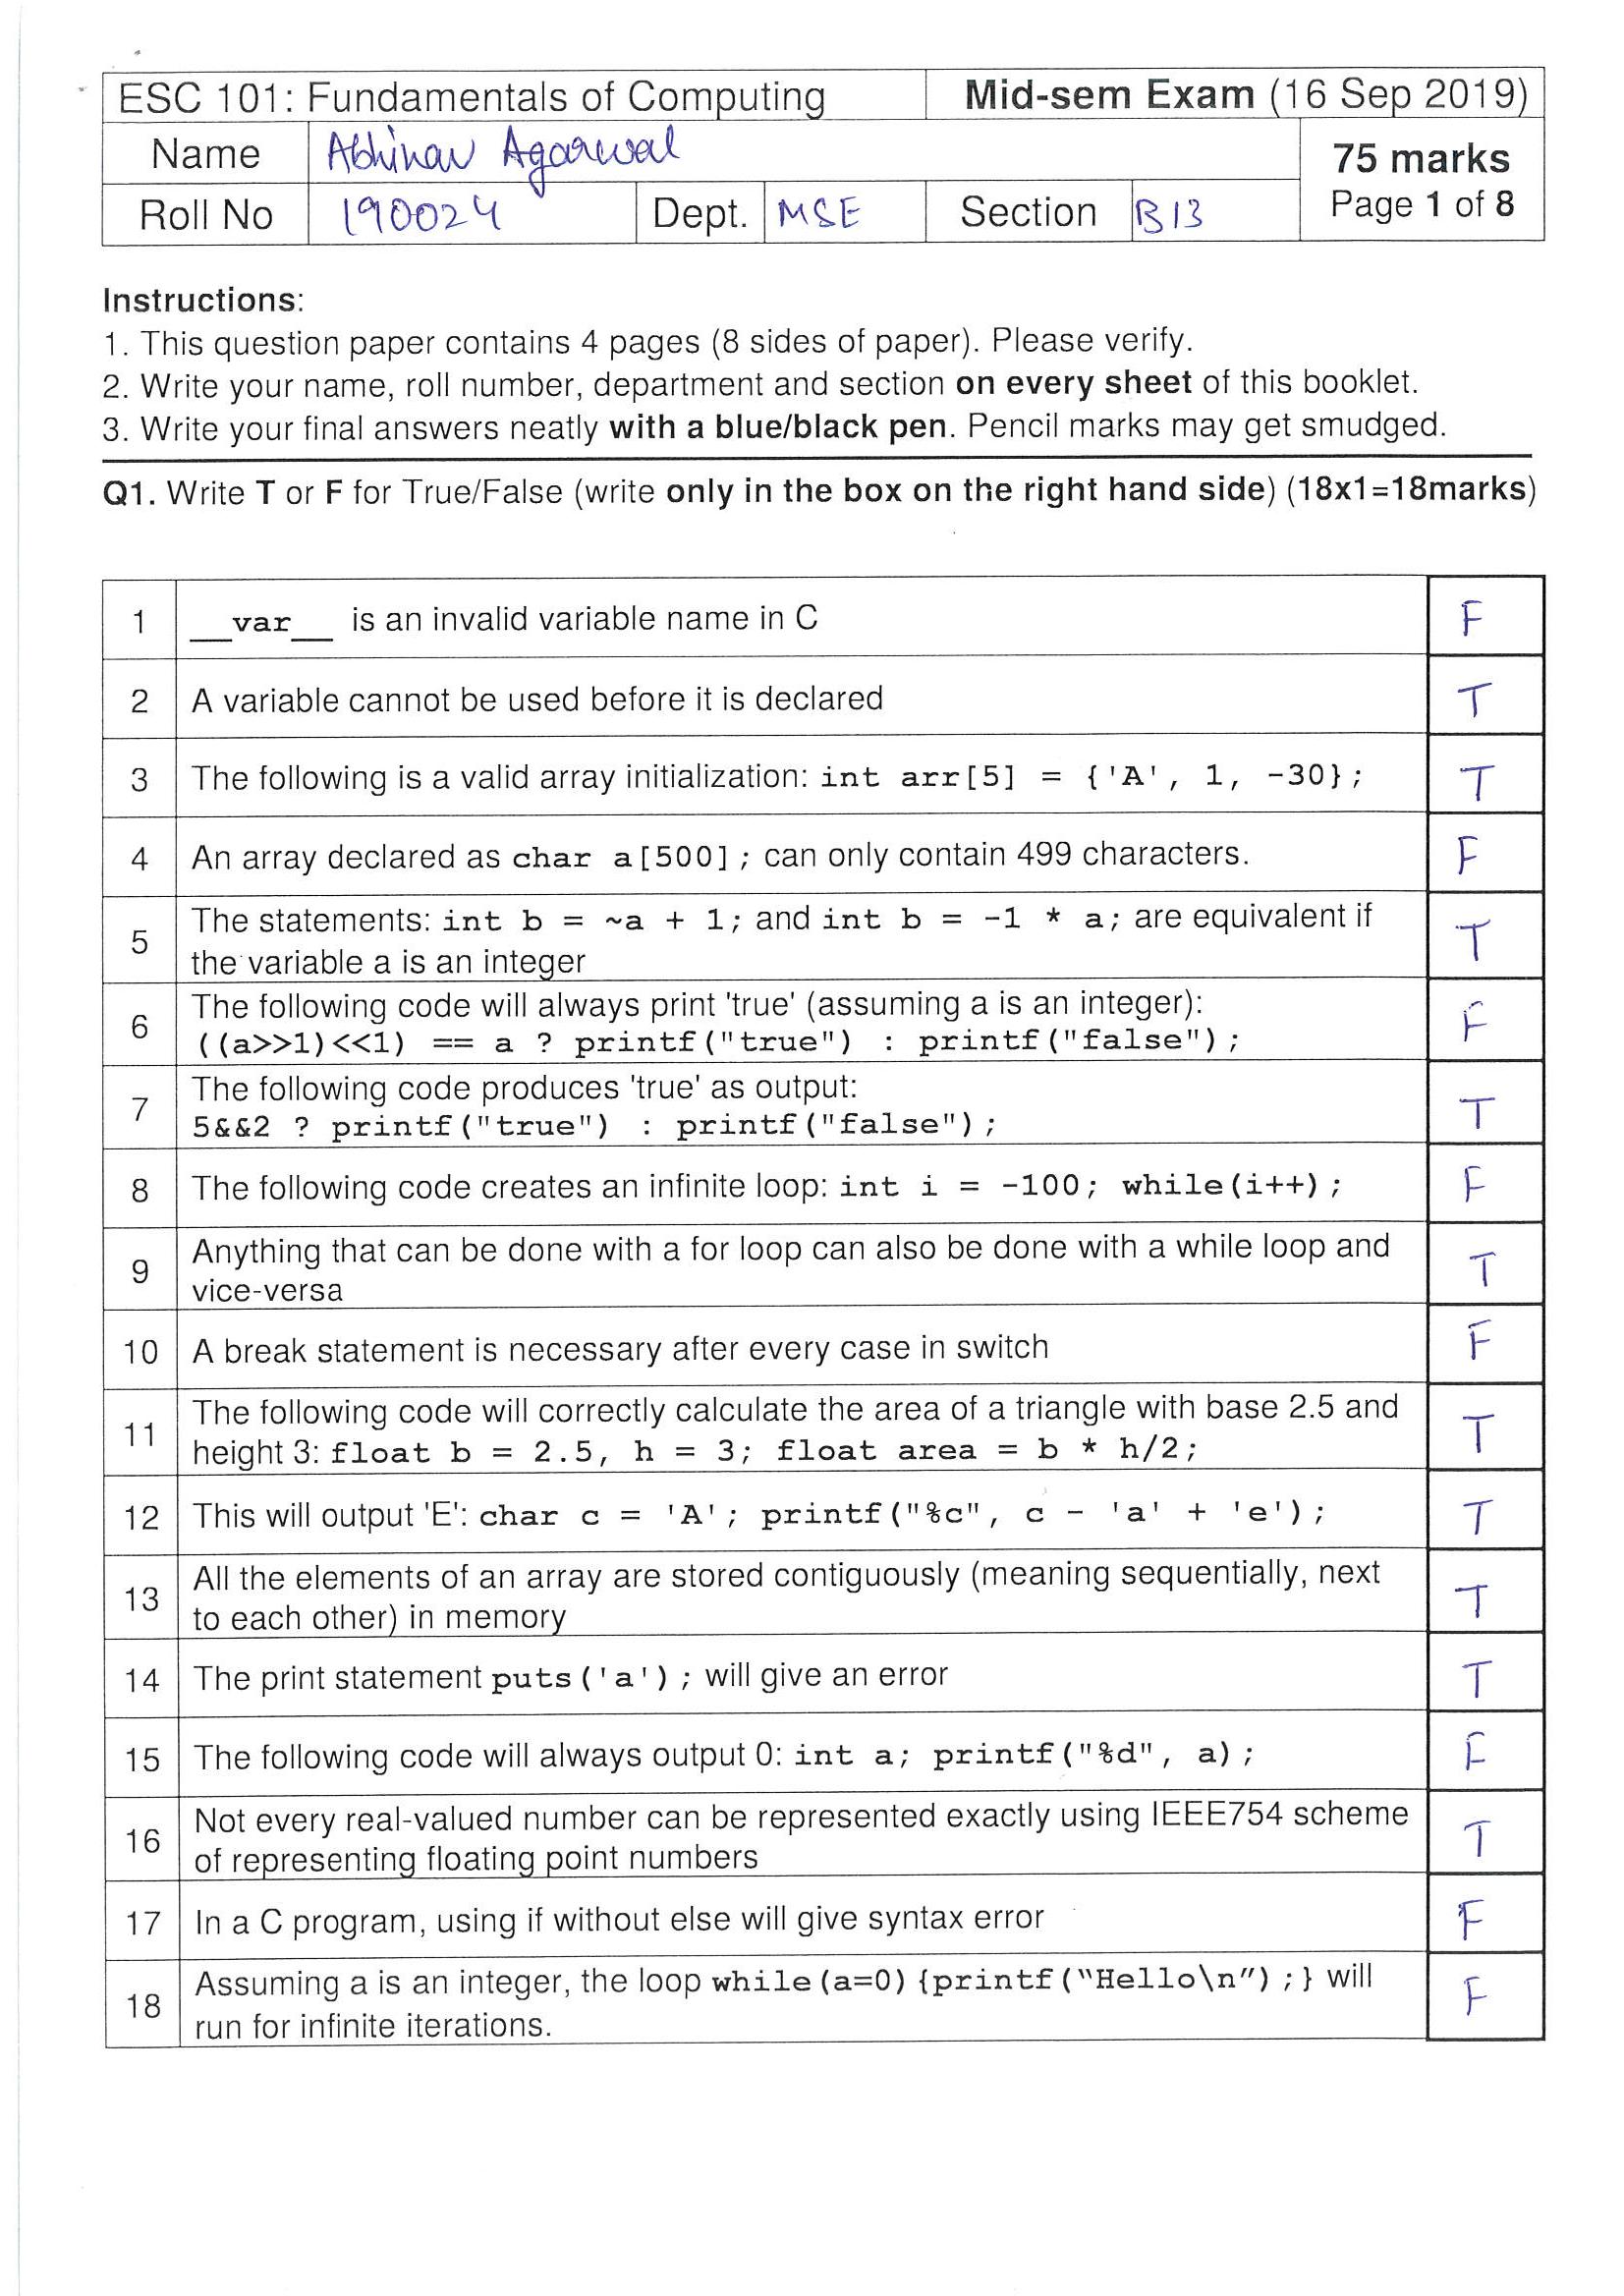 ESC 101: Fundamentals of Computing Mid-sem Exam (16 Sep 2019)
Name Abhinav Agarwal 75 marks
Roll No 190024 Dept. MSE Section B13 Page 1 of 8
Instructions:
1. This question paper contains 4 pages (8 sides of paper). Please verify.
2. Write your name, roll number, department and section on every sheet of this booklet.
3. Write your final answers neatly with a blue/black pen. Pencil marks may get smudged.
Q1. Write T or F for True/False (write only in the box on the right hand side) (18x1=18marks)
1 __var__ is an invalid variable name in C F
2 A variable cannot be used before it is declared T
3 The following is a valid array initialization: int arr[5] = {'A', 1, -30}; T
4 An array declared as char a[500]; can only contain 499 characters. F
5 The statements: int b = ~a + 1; and int b = -1 * a; are equivalent if
the variable a is an integer T
6 The following code will always print 'true' (assuming a is an integer):
((a>>1)<<1) == a ? printf("true") : printf("false"); F
7 The following code produces 'true' as output:
5&&2 ? printf("true") : printf("false"); T
8 The following code creates an infinite loop: int i = -100; while(i++); F
9 Anything that can be done with a for loop can also be done with a while loop and
vice-versa T
10 A break statement is necessary after every case in switch F
11 The following code will correctly calculate the area of a triangle with base 2.5 and
height 3: float b = 2.5, h = 3; float area = b * h/2; T
12 This will output 'E': char c = 'A'; printf("%c", c - 'a' + 'e'); T
13 All the elements of an array are stored contiguously (meaning sequentially, next
to each other) in memory T
14 The print statement puts('a'); will give an error T
15 The following code will always output 0: int a; printf("%d", a); F
16 Not every real-valued number can be represented exactly using IEEE754 scheme
of representing floating point numbers T
17 In a C program, using if without else will give syntax error F
18 Assuming a is an integer, the loop while(a=0){printf("Hello\n");} will
run for infinite iterations. F